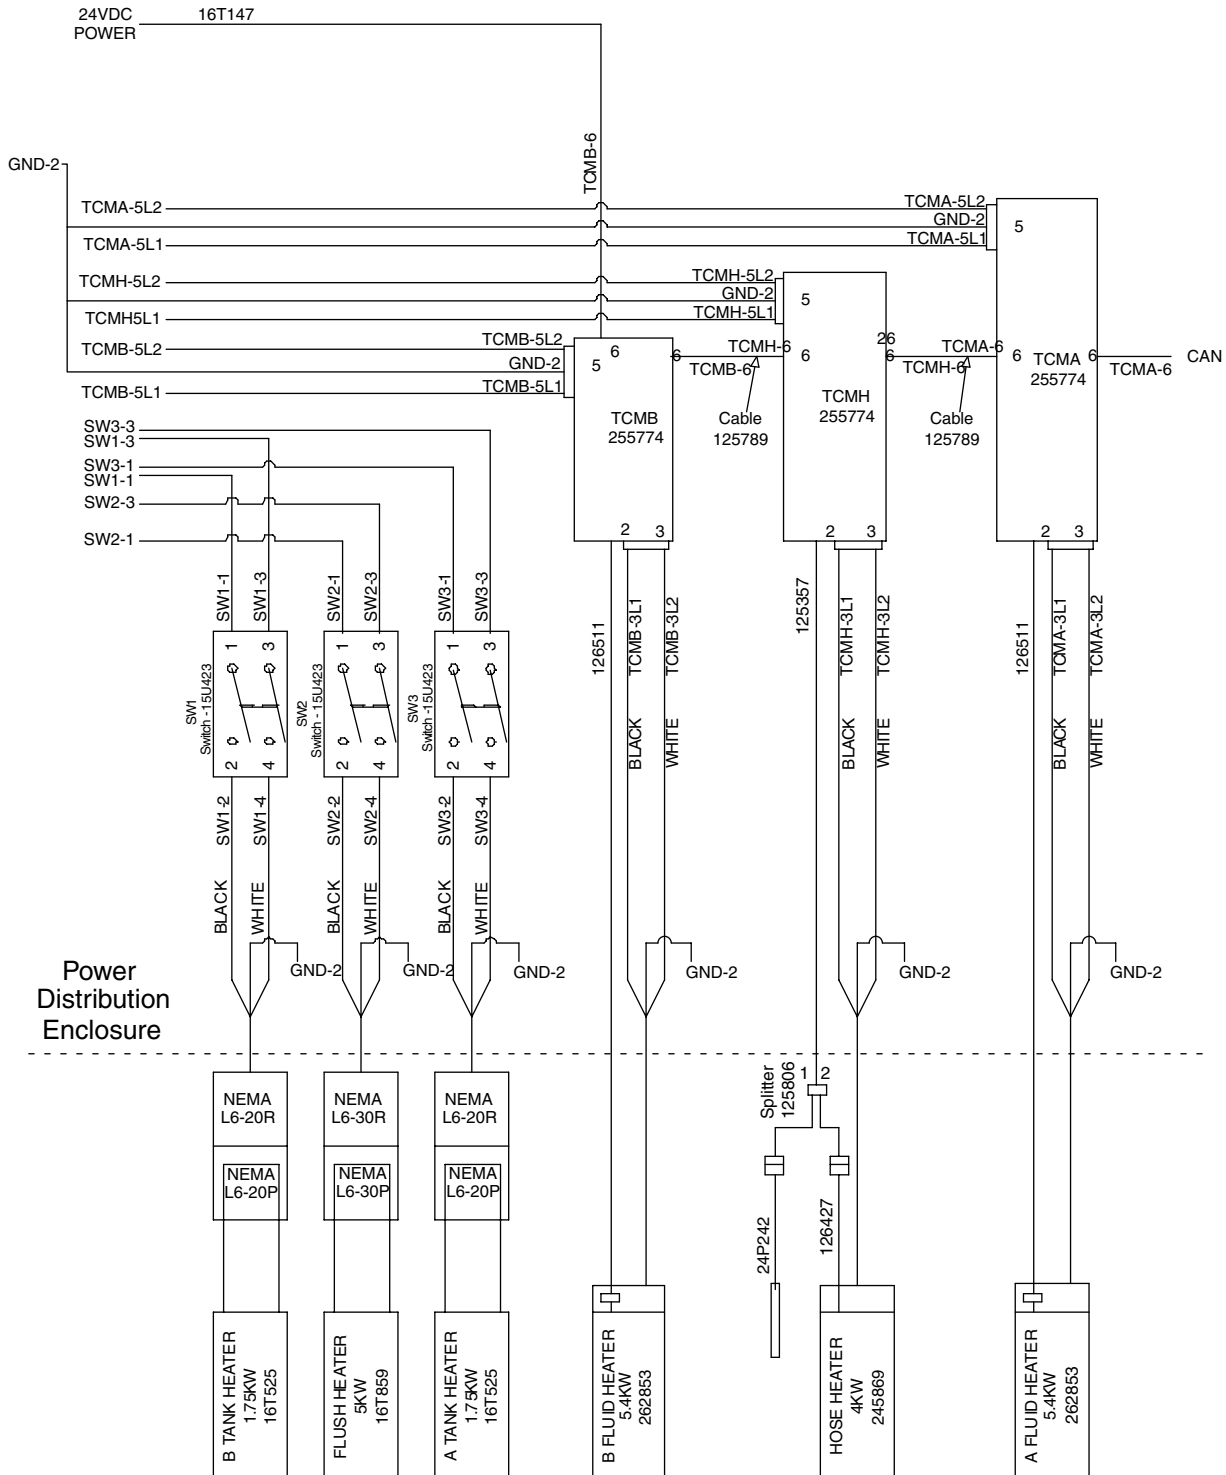 24VDC
POWER
16T147
TCMB-6
GND-2
TCMA-5L2
TCMA-5L2
GND-2
TCMA-5L1
TCMA-5L1
5
TCMH-5L2
TCMH-5L2
GND-2
TCMH5L1
TCMH-5L1
5
TCMB-5L2
TCMB-5L2
GND-2
TCMB-5L1
TCMB-5L1
5
6
6
TCMH-6
TCMB-6
6
26
6
TCMA-6
TCMH-6
6
6
TCMA-6
CAN
TCMB
255774
Cable
125789
TCMH
255774
Cable
125789
TCMA
255774
SW3-3
SW1-3
SW3-1
SW1-1
SW2-3
SW2-1
2
3
2
3
2
3
SW1-1
SW1-3
SW2-1
SW2-3
SW3-1
SW3-3
126511
TCMB-3L1
TCMB-3L2
125357
TCMH-3L1
TCMH-3L2
126511
TCMA-3L1
TCMA-3L2
1
3
1
3
1
3
SW1
Switch - 15U423
SW2
Switch - 15U423
SW3
Switch - 15U423
2
4
2
4
2
4
BLACK
WHITE
BLACK
WHITE
BLACK
WHITE
SW1-2
SW1-4
SW2-2
SW2-4
SW3-2
SW3-4
BLACK
WHITE
BLACK
WHITE
BLACK
WHITE
GND-2
GND-2
GND-2
GND-2
GND-2
GND-2
Power
Distribution
Enclosure
NEMA
L6-20R
NEMA
L6-30R
NEMA
L6-20R
Splitter
125806
1
2
NEMA
L6-20P
NEMA
L6-30P
NEMA
L6-20P
24P242
126427
B TANK HEATER
1.75KW
16T525
FLUSH HEATER
5KW
16T859
A TANK HEATER
1.75KW
16T525
B FLUID HEATER
5.4KW
262853
HOSE HEATER
4KW
245869
A FLUID HEATER
5.4KW
262853